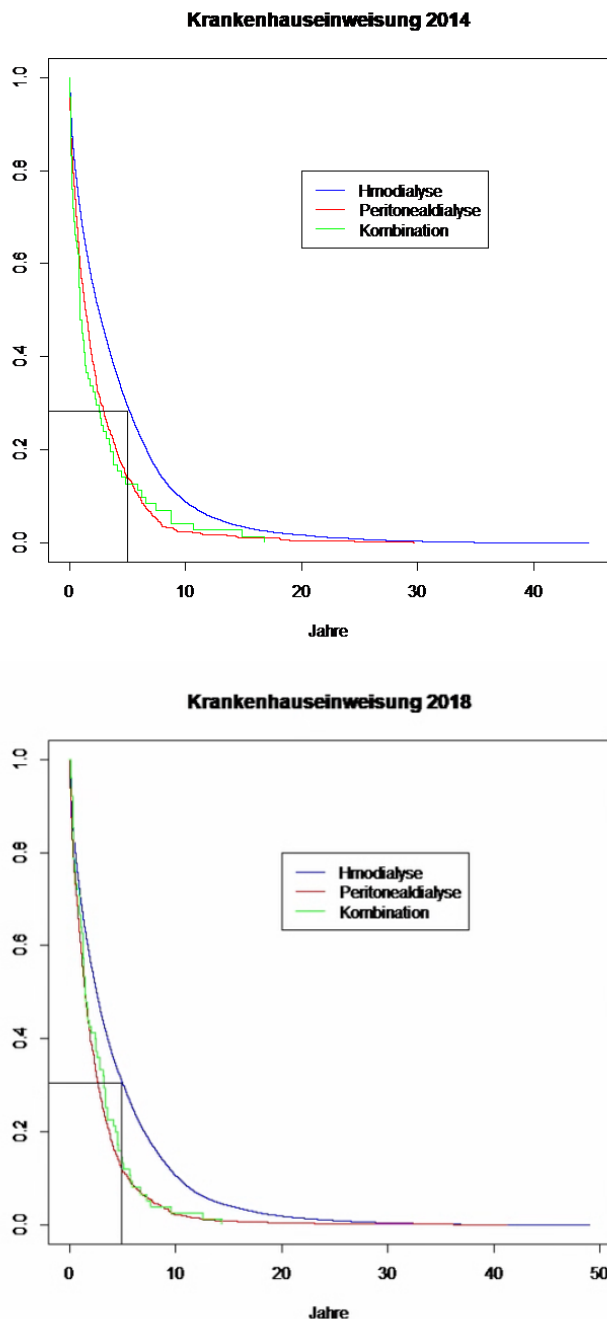 Krankenhauseinweisung 2014
1.0
0.8
0.6
0.4
0.2
0.0
Hmodialyse
Peritonealdialyse
Kombination
0 10 20 30 40
Jahre
Krankenhauseinweisung 2018
1.0
0.8
0.6
0.4
0.2
0.0
Hmodialyse
Peritonealdialyse
Kombination
0 10 20 30 40 50
Jahre